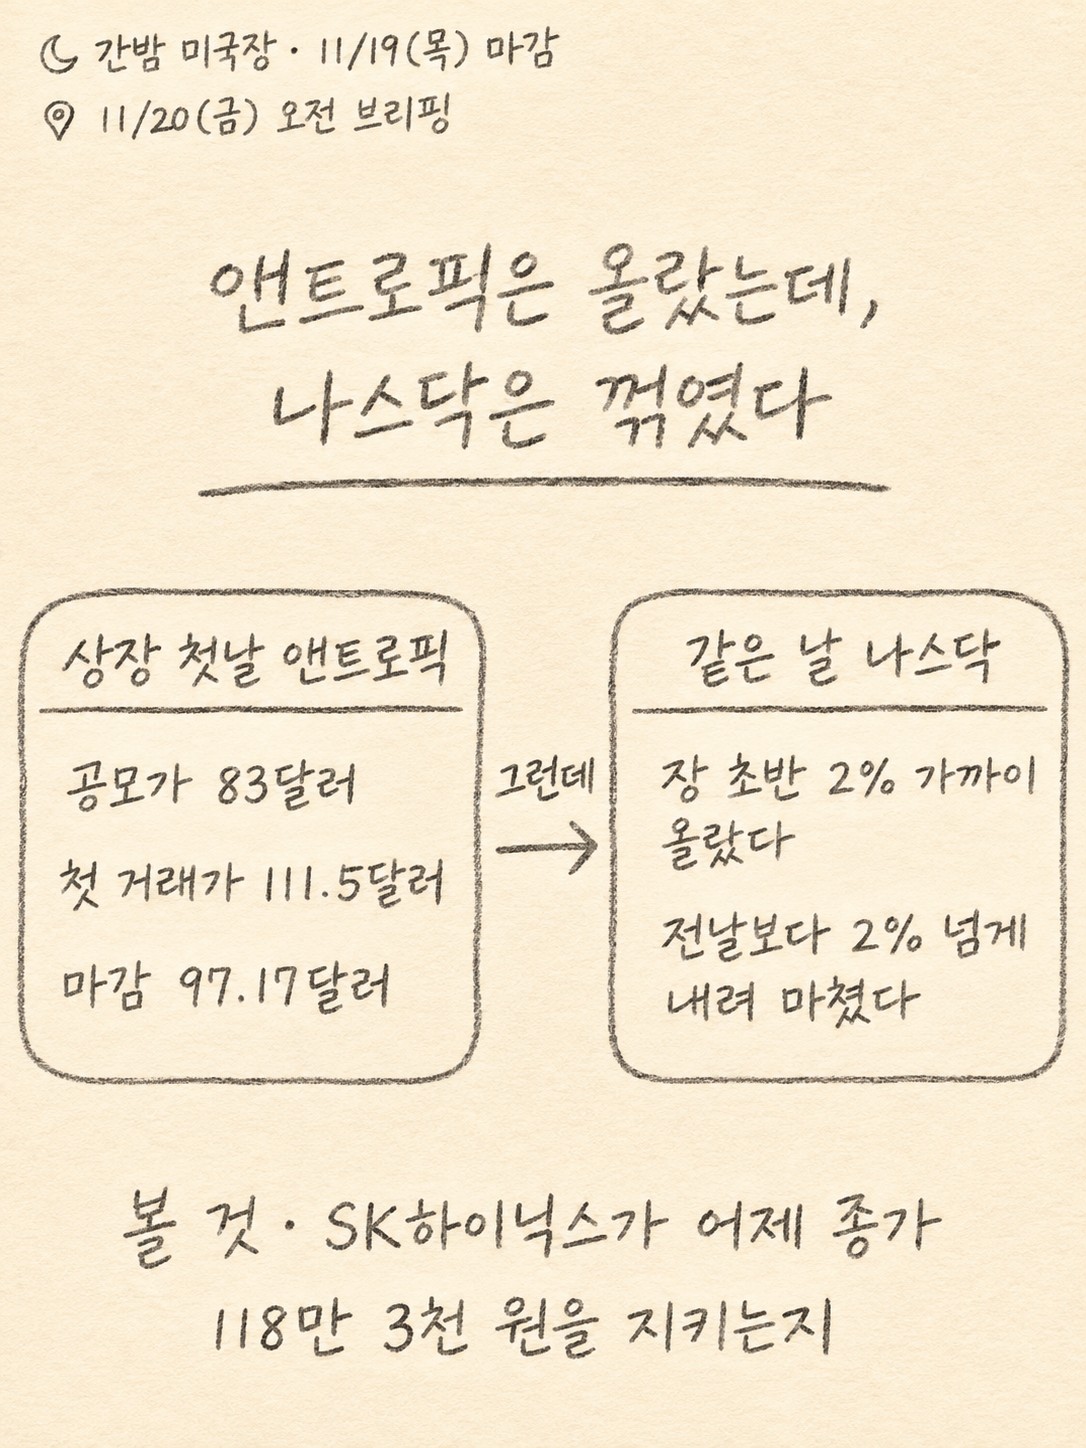 간밤 미국장 · 11/19(목) 마감
11/20(금) 오전 브리핑
앤트로픽은 올랐는데,
나스닥은 꺾였다
상장 첫날 앤트로픽
공모가 83달러
첫 거래가 111.5달러
마감 97.17달러
그런데
같은 날 나스닥
장 초반 2% 가까이
올랐다
전날보다 2% 넘게
내려 마쳤다
볼 것 · SK하이닉스가 어제 종가
118만 3천 원을 지키는지